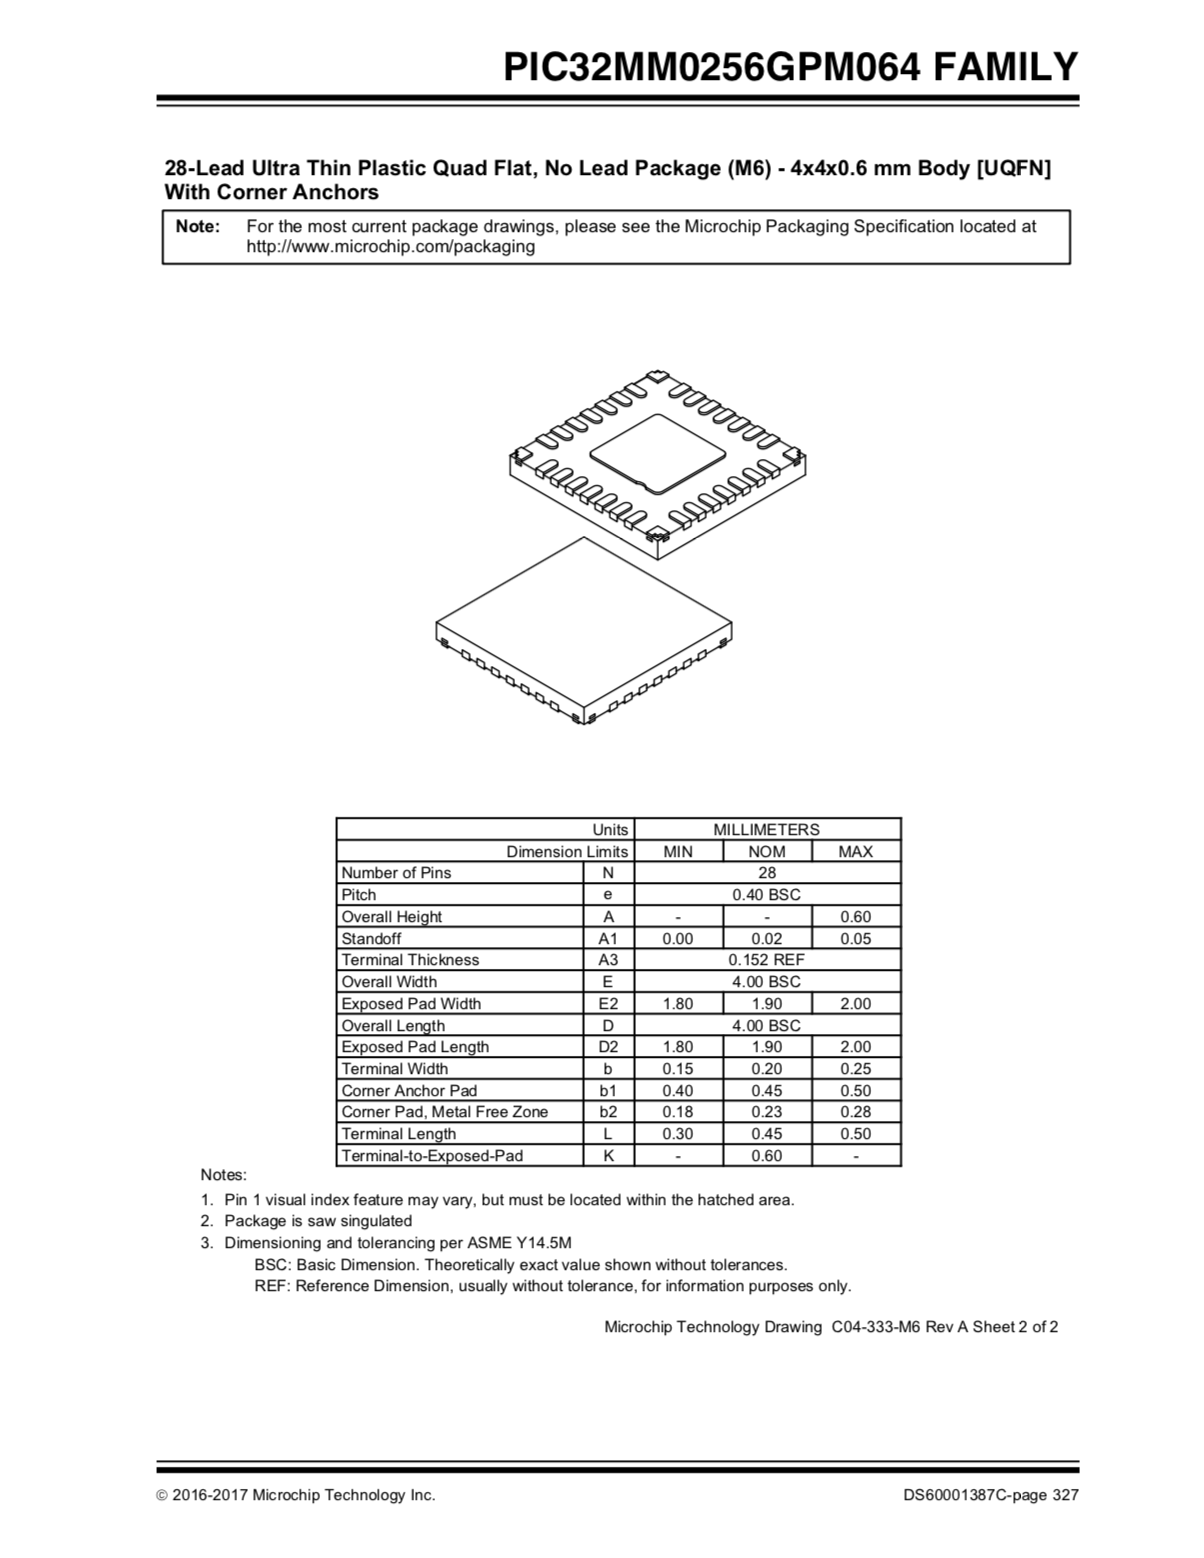 PIC32MM0256GPM064 FAMILY
28-Lead Ultra Thin Plastic Quad Flat, No Lead Package (M6) - 4x4x0.6 mm Body [UQFN]
With Corner Anchors
Note: For the most current package drawings, please see the Microchip Packaging Specification located at
http://www.microchip.com/packaging
Units MILLIMETERS
Dimension Limits MIN NOM MAX
Number of Pins N 28
Pitch e 0.40 BSC
Overall Height A - - 0.60
Standoff A1 0.00 0.02 0.05
Terminal Thickness A3 0.152 REF
Overall Width E 4.00 BSC
Exposed Pad Width E2 1.80 1.90 2.00
Overall Length D 4.00 BSC
Exposed Pad Length D2 1.80 1.90 2.00
Terminal Width b 0.15 0.20 0.25
Corner Anchor Pad b1 0.40 0.45 0.50
Corner Pad, Metal Free Zone b2 0.18 0.23 0.28
Terminal Length L 0.30 0.45 0.50
Terminal-to-Exposed-Pad K - 0.60 -
Notes:
1. Pin 1 visual index feature may vary, but must be located within the hatched area.
2. Package is saw singulated
3. Dimensioning and tolerancing per ASME Y14.5M
BSC: Basic Dimension. Theoretically exact value shown without tolerances.
REF: Reference Dimension, usually without tolerance, for information purposes only.
Microchip Technology Drawing C04-333-M6 Rev A Sheet 2 of 2
© 2016-2017 Microchip Technology Inc. DS60001387C-page 327